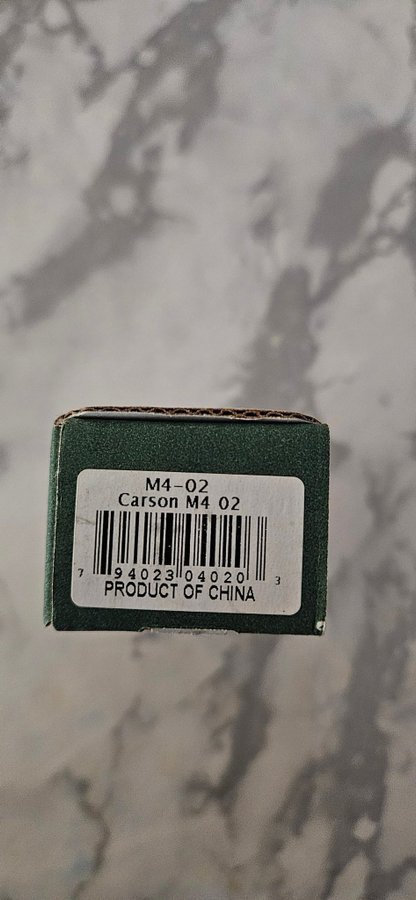 M4-02
Carson M4 02
7 94023 04020 3
PRODUCT OF CHINA